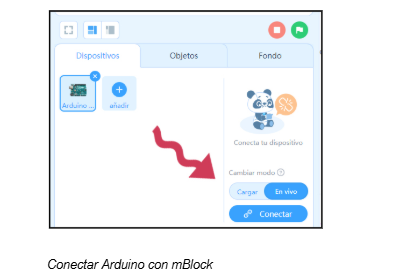 Dispositivos
Objetos
Fondo
Arduino ...
añadir
Conecta tu dispositivo
Cambiar modo
Cargar
En vivo
Conectar
Conectar Arduino con mBlock